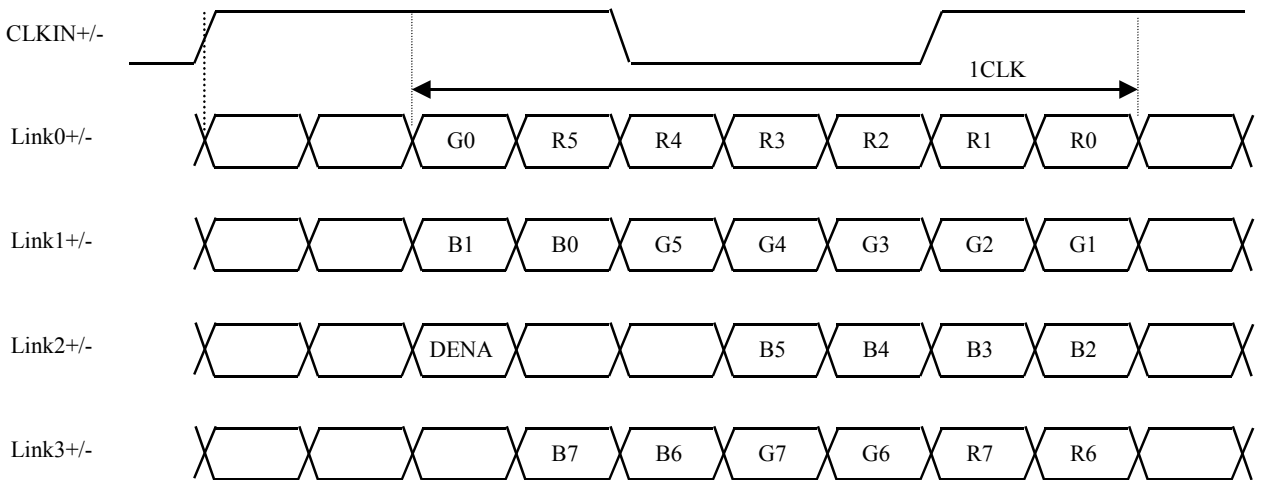 CLKIN+/-
1CLK
Link0+/- G0 R5 R4 R3 R2 R1 R0
Link1+/- B1 B0 G5 G4 G3 G2 G1
Link2+/- DENA B5 B4 B3 B2
Link3+/- B7 B6 G7 G6 R7 R6